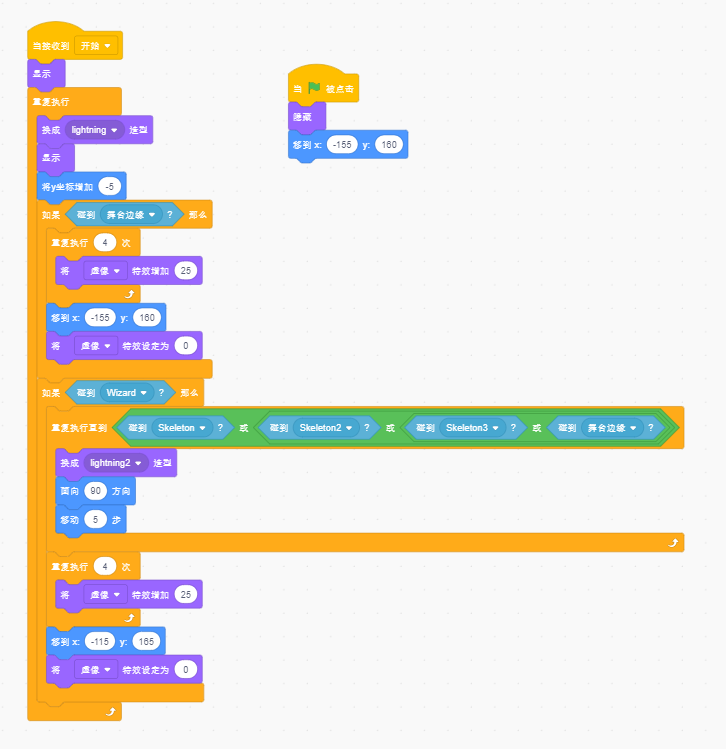 当接收到 开始
显示
重复执行
换成 lightning 造型
显示
将y坐标增加 -5
如果 碰到 舞台边缘 ? 那么
重复执行 4 次
将 虚像 特效增加 25
移到 x: -155 y: 160
将 虚像 特效设定为 0
如果 碰到 Wizard ? 那么
重复执行直到 碰到 Skeleton ? 或 碰到 Skeleton2 ? 或 碰到 Skeleton3 ? 或 碰到 舞台边缘 ?
换成 lightning2 造型
面向 90 方向
移动 5 步
重复执行 4 次
将 虚像 特效增加 25
移到 x: -115 y: 165
将 虚像 特效设定为 0
当 被点击
隐藏
移到 x: -155 y: 160